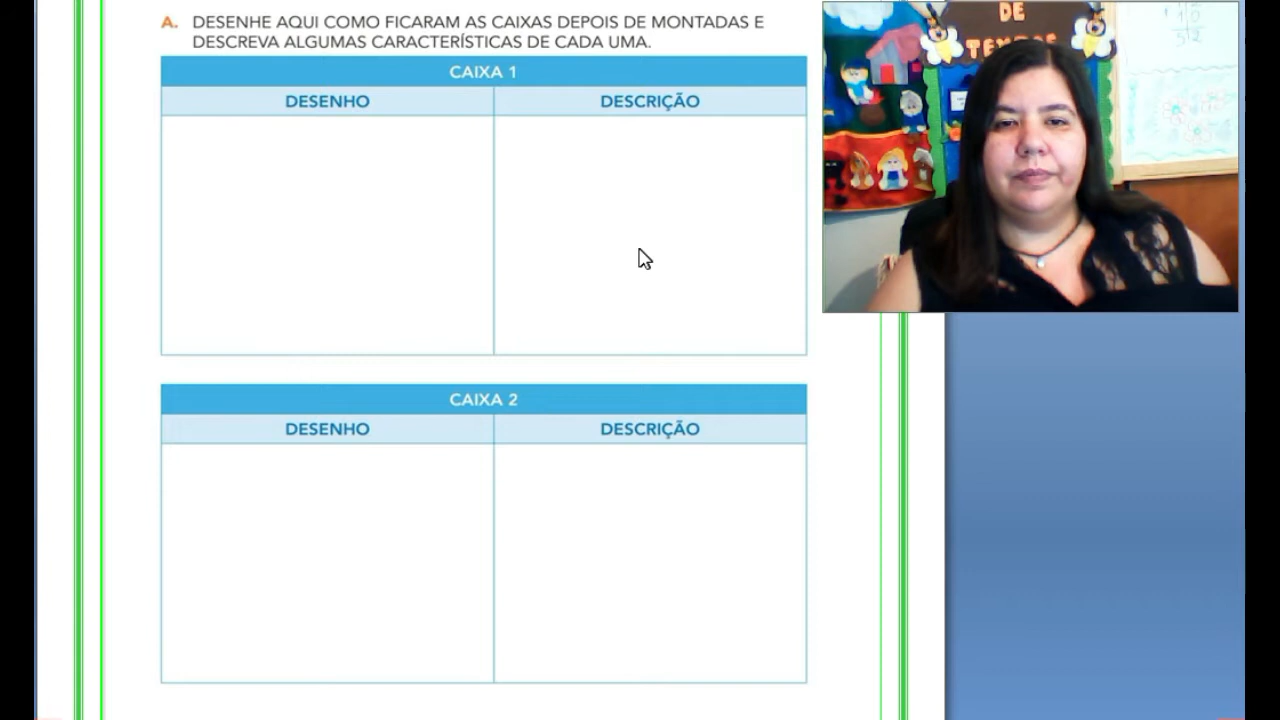 A. DESENHE AQUI COMO FICARAM AS CAIXAS DEPOIS DE MONTADAS E
DESCREVA ALGUMAS CARACTERÍSTICAS DE CADA UMA.
CAIXA 1
DESENHO DESCRIÇÃO
CAIXA 2
DESENHO DESCRIÇÃO
DE